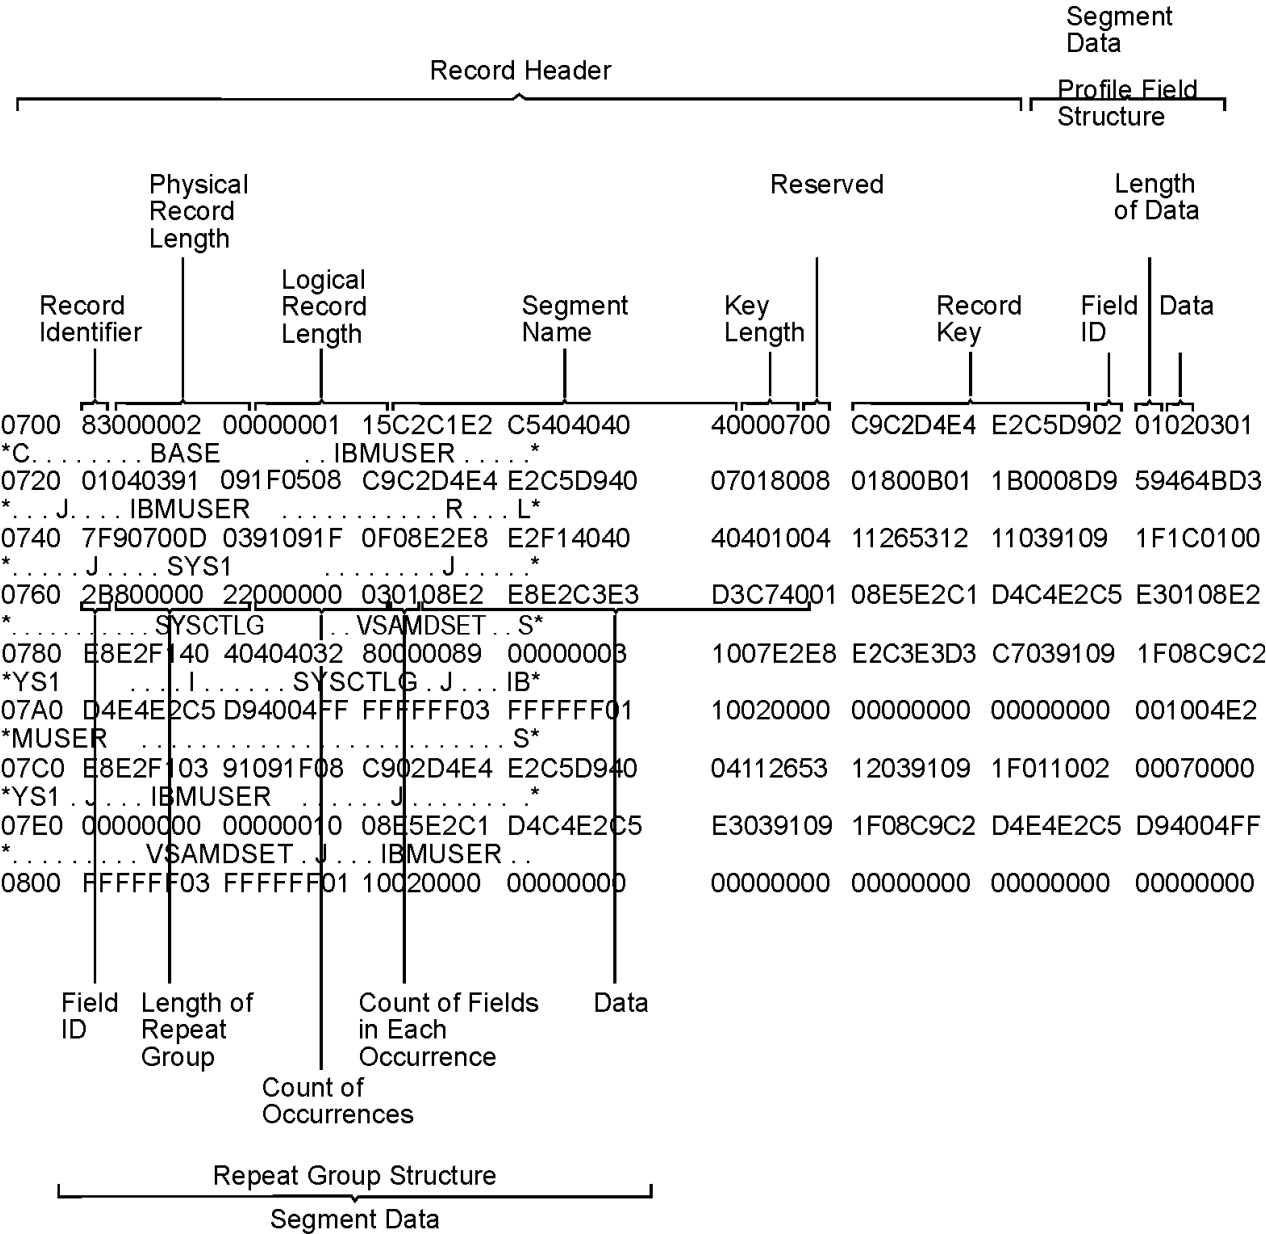 Segment
Data
Record Header
Profile Field
Structure
Physical
Record
Length
Reserved
Length
of Data
Logical
Record
Length
Record
Identifier
Segment
Name
Key
Length
Record
Key
Field
ID
Data
0700 83000002 00000001 15C2C1E2 C5404040 40000700 C9C2D4E4 E2C5D902 01020301
*C........BASE ..IBMUSER.....*
0720 01040391 091F0508 C9C2D4E4 E2C5D940 07018008 01800B01 1B0008D9 59464BD3
*...J....IBMUSER ...........R...L*
0740 7F90700D 0391091F 0F08E2E8 E2F14040 40401004 11265312 11039109 1F1C0100
*.....J....SYS1 ........J.....*
0760 2B800000 22000000 030108E2 E8E2C3E3 D3C74001 08E5E2C1 D4C4E2C5 E30108E2
*..........SYSCTLG ...VSAMDSET..S*
0780 E8E2F140 40404032 80000089 00000003 1007E2E8 E2C3E3D3 C7039109 1F08C9C2
*YS1 ....I......SYSCTLG.J...IB*
07A0 D4E4E2C5 D94004FF FFFFFF03 FFFFFF01 10020000 00000000 00000000 001004E2
*MUSER .........................S*
07C0 E8E2F103 91091F08 C902D4E4 E2C5D940 04112653 12039109 1F011002 00070000
*YS1.J...IBMUSER ......J........*
07E0 00000000 00000010 08E5E2C1 D4C4E2C5 E3039109 1F08C9C2 D4E4E2C5 D94004FF
*.........VSAMDSET.J...IBMUSER..
0800 FFFFFF03 FFFFFF01 10020000 00000000 00000000 00000000 00000000 00000000
Field
ID
Length of
Repeat
Group
Count of Fields
in Each
Occurrence
Data
Count of
Occurrences
Repeat Group Structure
Segment Data